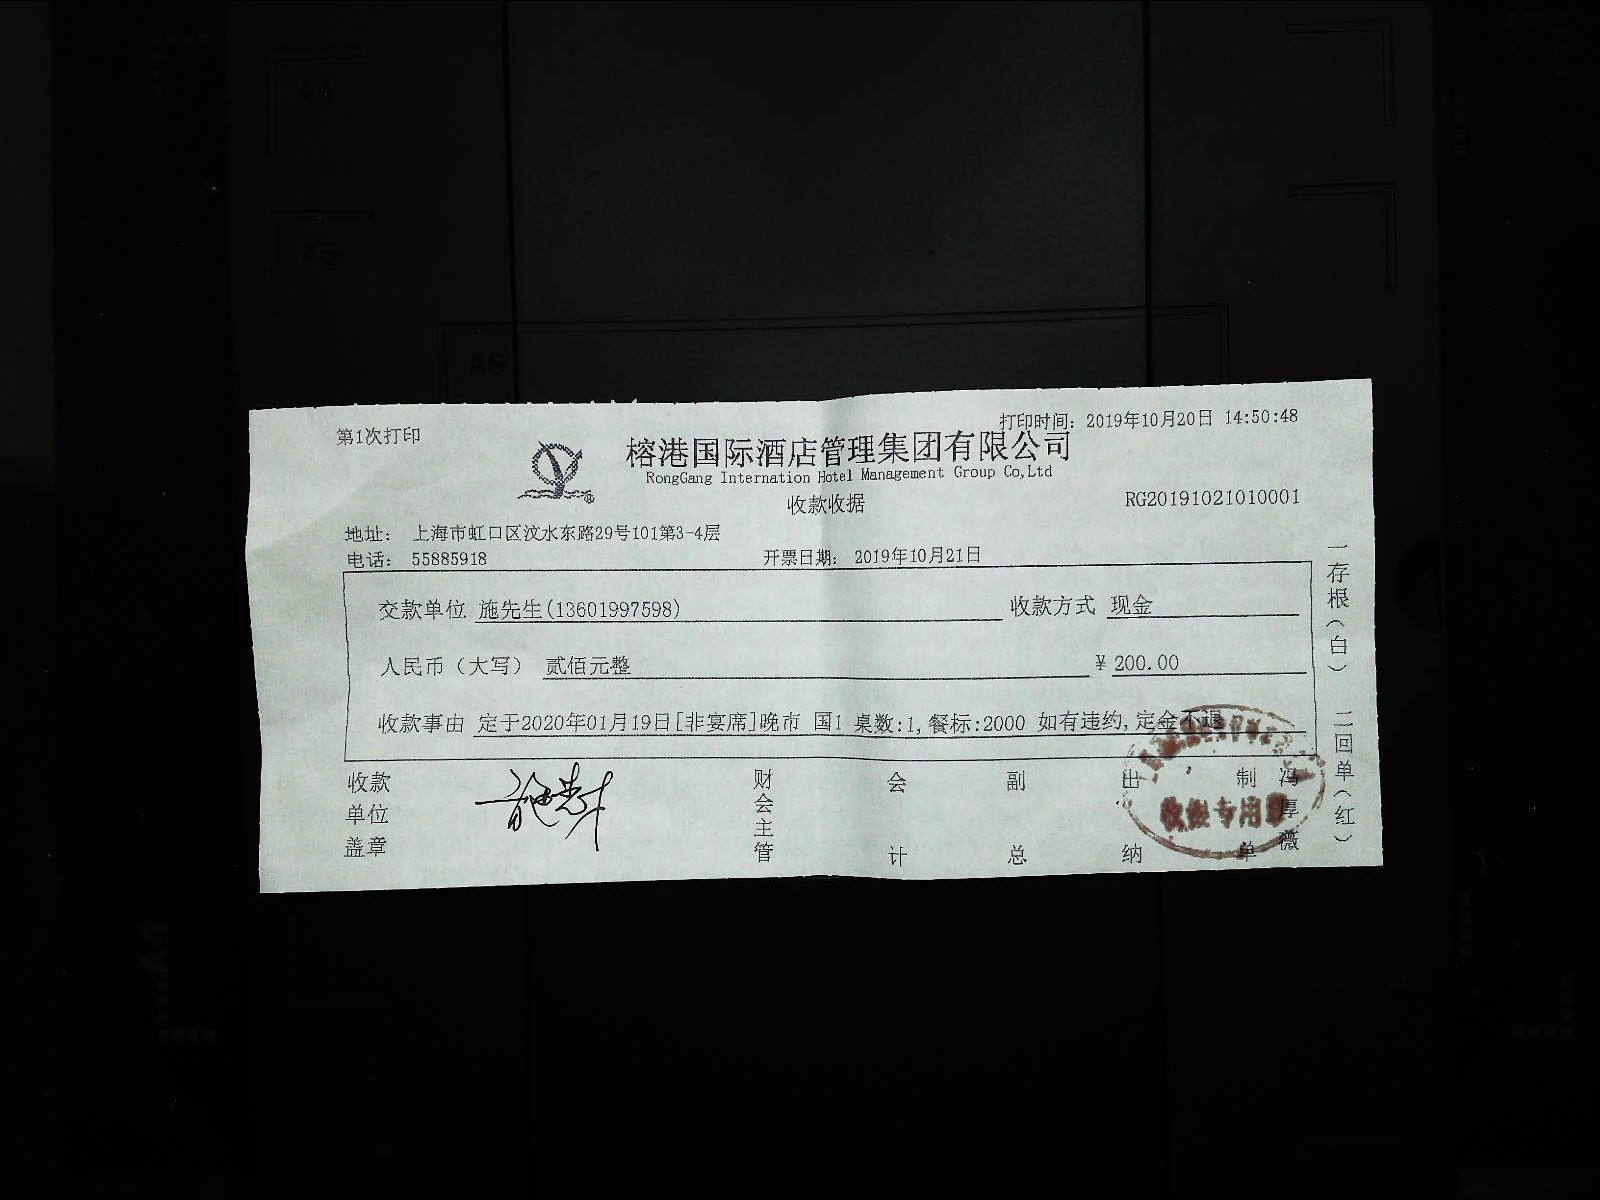 第1次打印
打印时间：2019年10月20日 14:50:48
榕港国际酒店管理集团有限公司
RongGang Internation Hotel Management Group Co,Ltd
收款收据
RG20191021010001
地址： 上海市虹口区汶水东路29号101第3-4层
电话： 55885918
开票日期： 2019年10月21日
交款单位 施先生(13601997598) 收款方式 现金
人民币（大写） 贰佰元整 ¥ 200.00
收款事由 定于2020年01月19日[非宴席]晚市 国1 桌数:1,餐标:2000 如有违约,定金不退
收款单位盖章
财会主管
会计
副总
出纳
制单
冯厚薇
收据专用章
一存根（白）
二回单（红）
A5
A6
A4